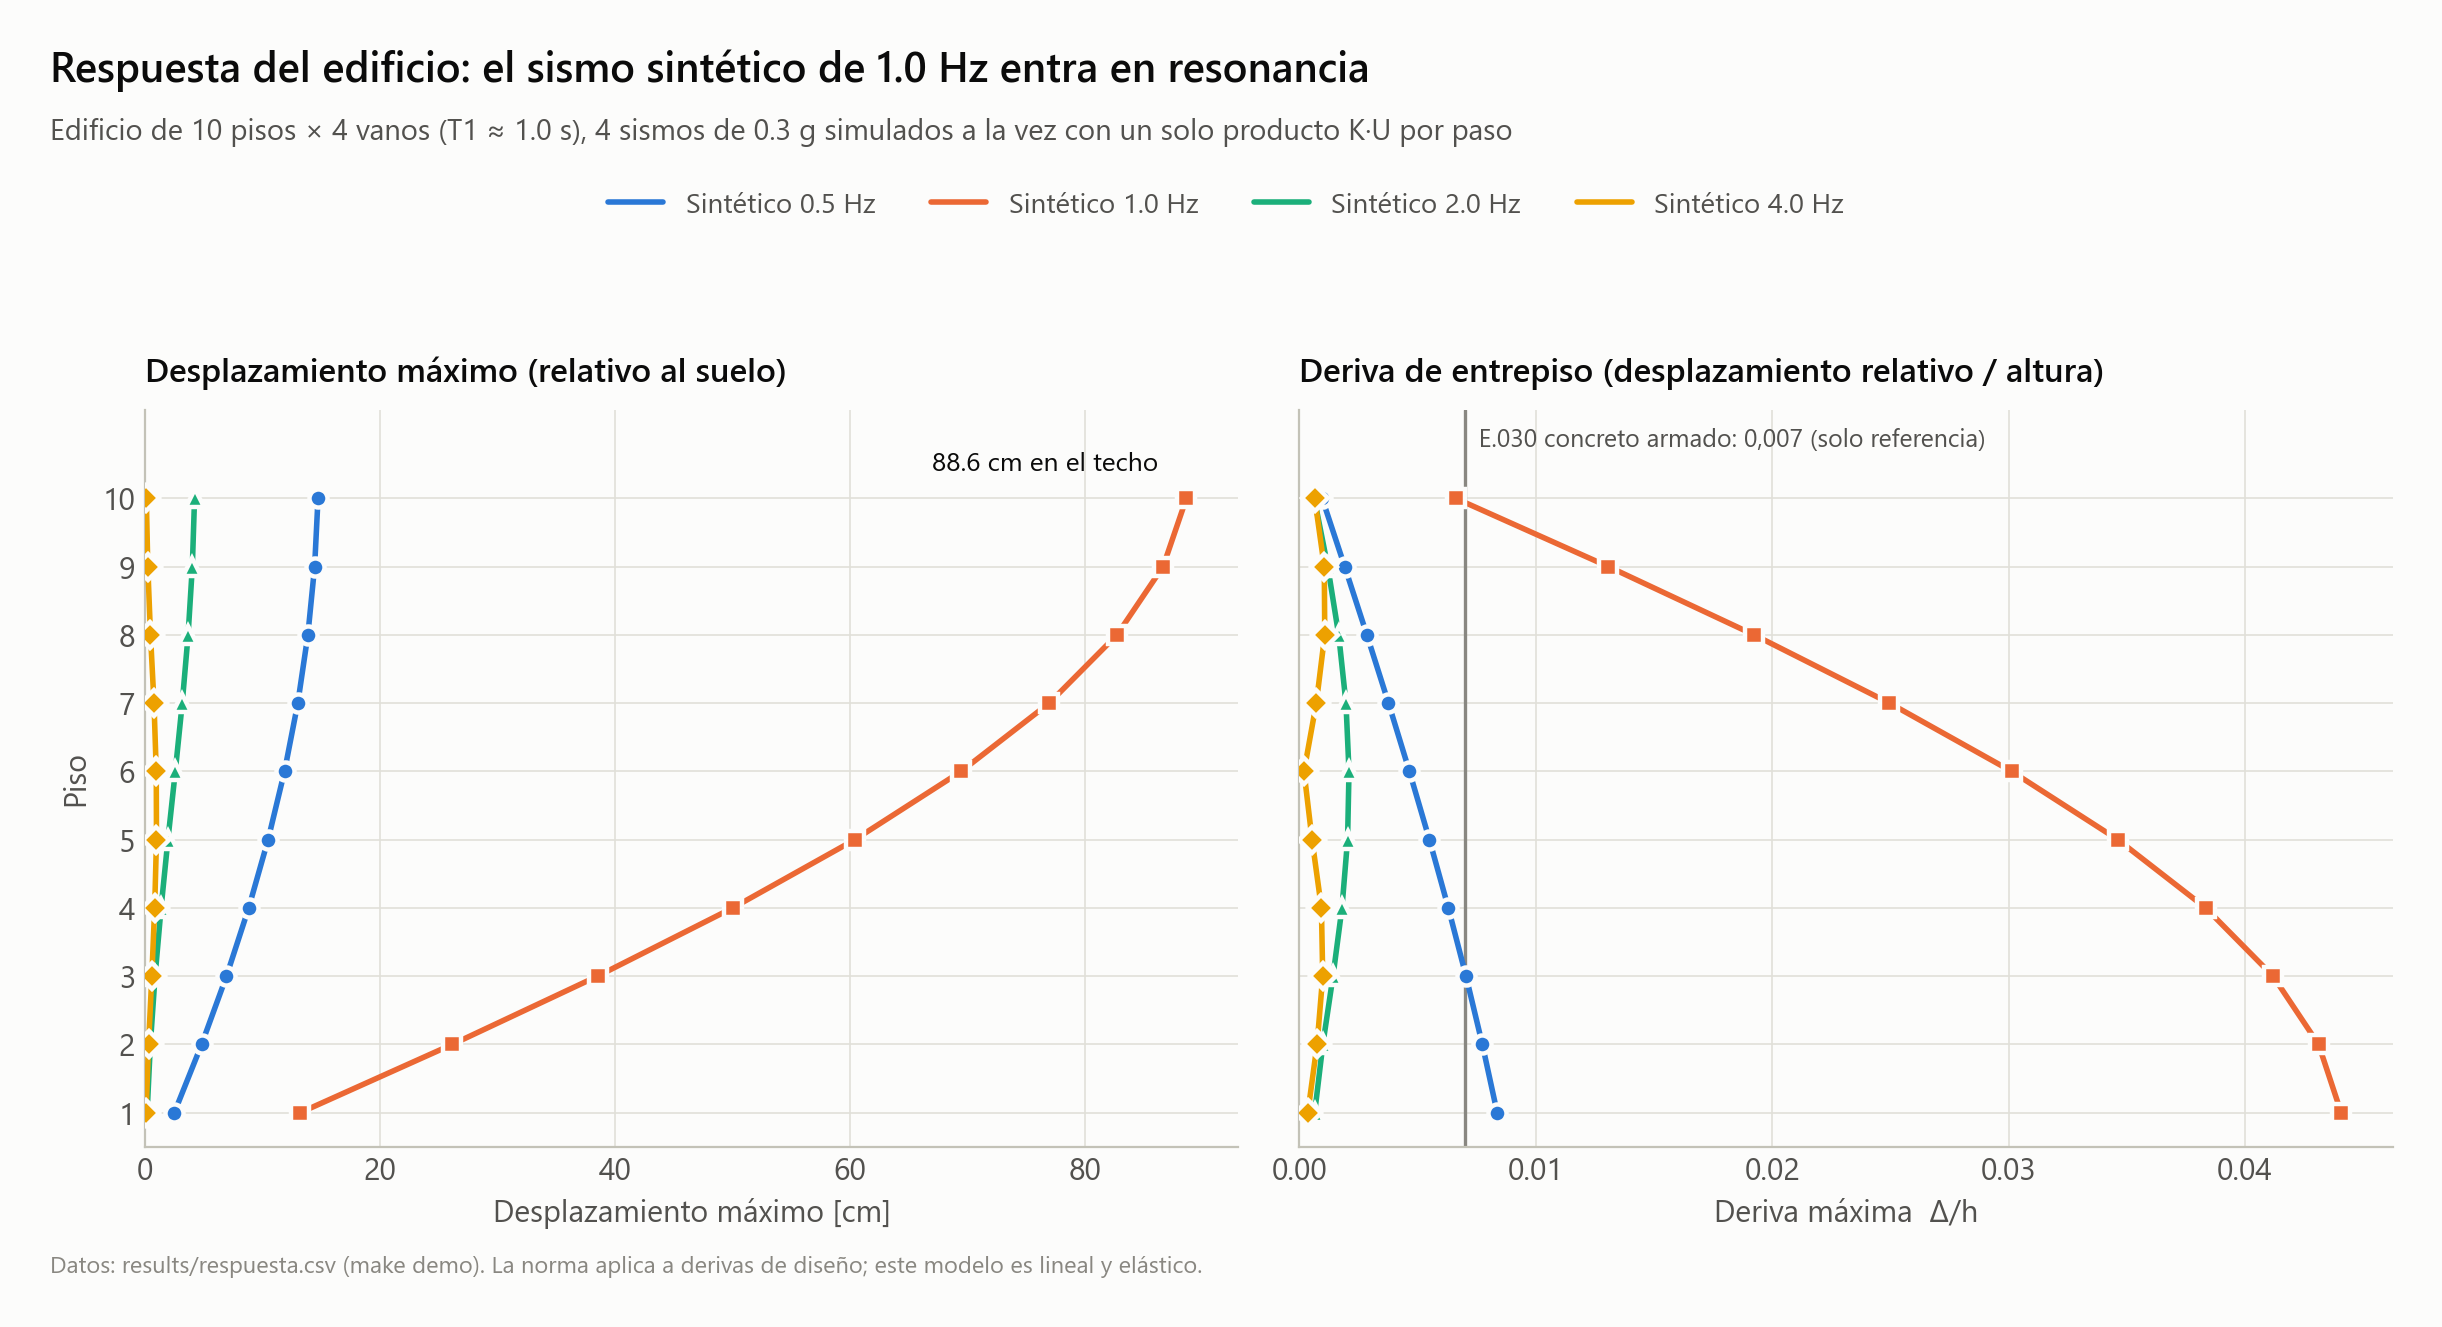 Respuesta del edificio: el sismo sintético de 1.0 Hz entra en resonancia
Edificio de 10 pisos × 4 vanos (T1 ≈ 1.0 s), 4 sismos de 0.3 g simulados a la vez con un solo producto K·U por paso
Sintético 0.5 Hz
Sintético 1.0 Hz
Sintético 2.0 Hz
Sintético 4.0 Hz
Desplazamiento máximo (relativo al suelo)
88.6 cm en el techo
10
9
8
7
6
5
4
3
2
1
Piso
0
20
40
60
80
Desplazamiento máximo [cm]
Deriva de entrepiso (desplazamiento relativo / altura)
E.030 concreto armado: 0,007 (solo referencia)
0.00
0.01
0.02
0.03
0.04
Deriva máxima Δ/h
Datos: results/respuesta.csv (make demo). La norma aplica a derivas de diseño; este modelo es lineal y elástico.